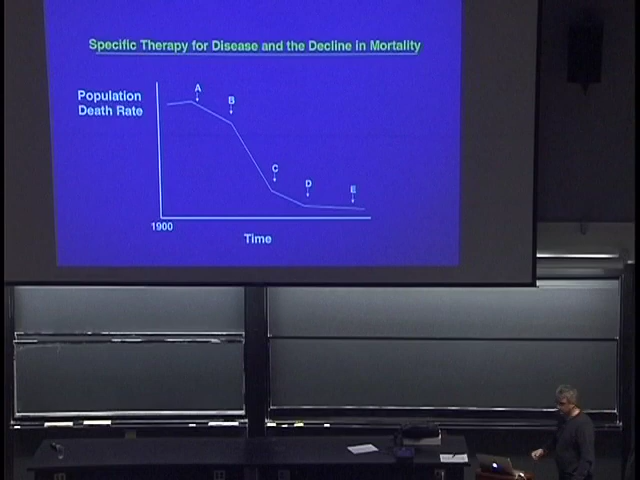 Specific Therapy for Disease and the Decline in Mortality
Population
Death Rate
A
B
C
D
E
1900
Time